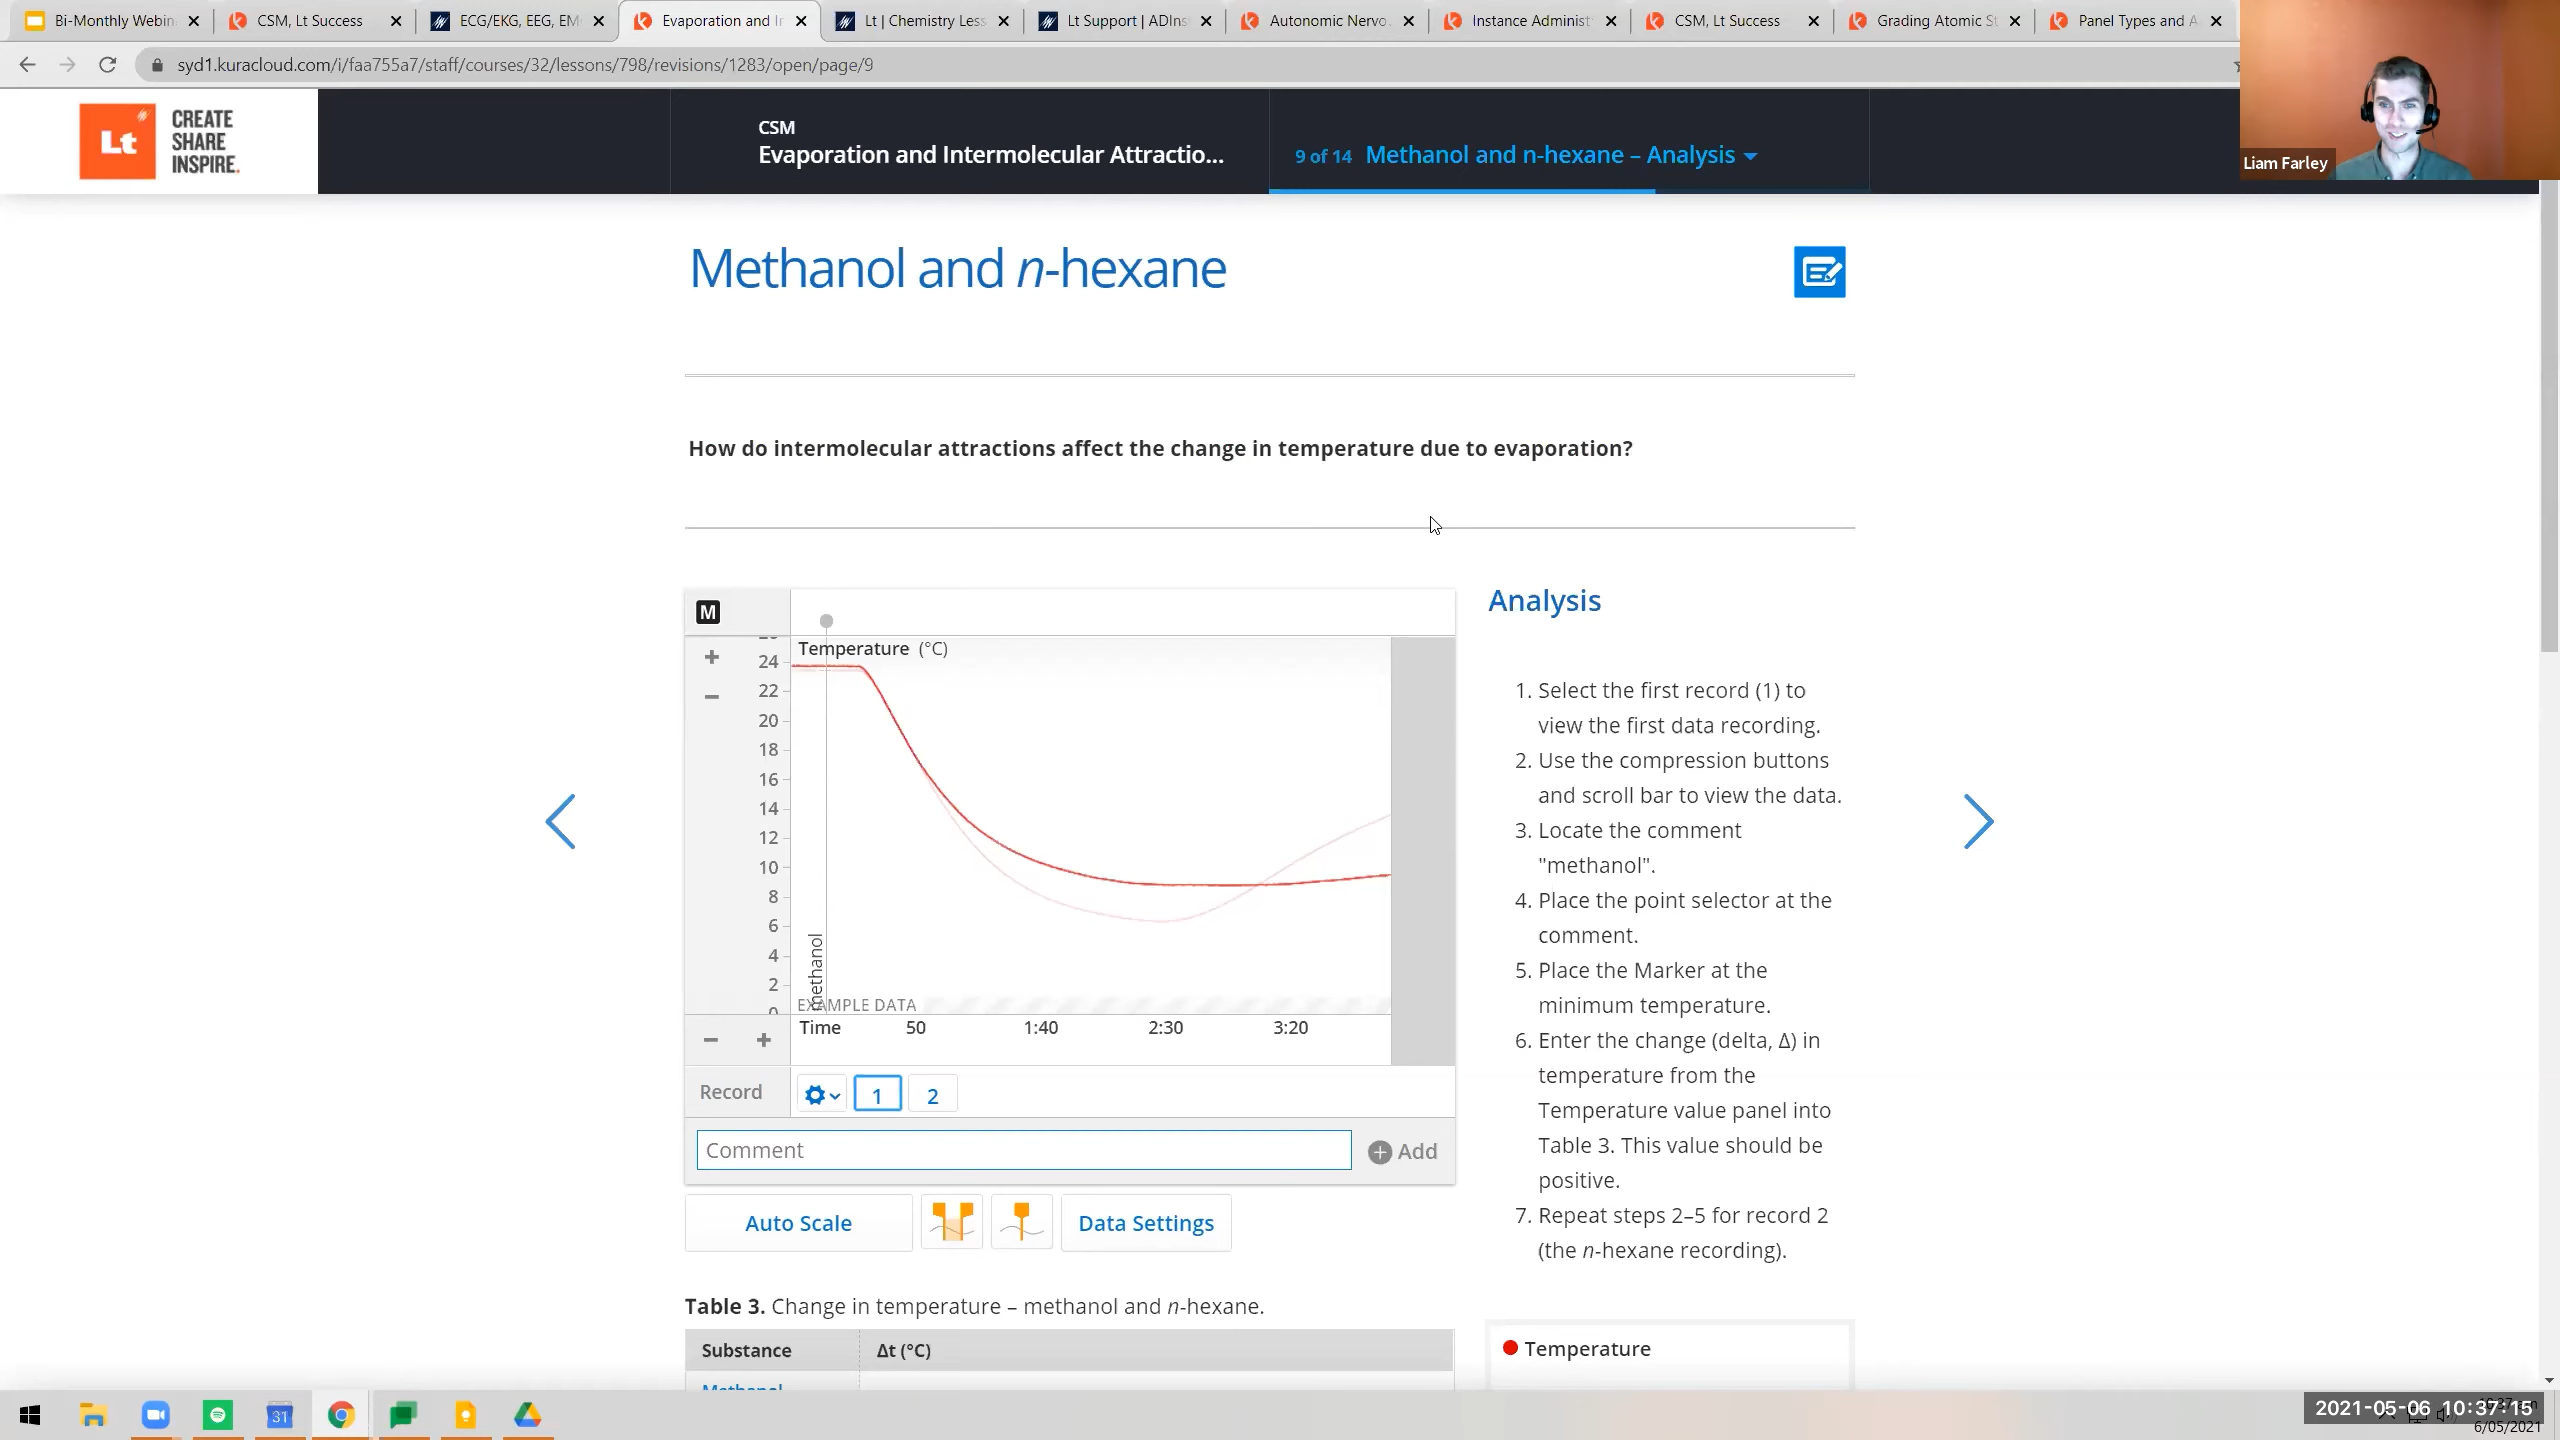 Bi-Monthly Webin
CSM, Lt Success
ECG/EKG, EEG, EM
Evaporation and I
Lt | Chemistry Less
Lt Support | ADIns
Autonomic Nervo
Instance Administ
CSM, Lt Success
Grading Atomic St
Panel Types and A
syd1.kuracloud.com/i/faa755a7/staff/courses/32/lessons/798/revisions/1283/open/page/9
Lt
CREATE
SHARE
INSPIRE.
CSM
Evaporation and Intermolecular Attractio...
9 of 14 Methanol and n-hexane – Analysis
Liam Farley
Methanol and n-hexane
How do intermolecular attractions affect the change in temperature due to evaporation?
M
Temperature (°C)
24
22
20
18
16
14
12
10
8
6
4
2
0
methanol
EXAMPLE DATA
Time 50 1:40 2:30 3:20
Record 1 2
Comment
Add
Auto Scale
Data Settings
Analysis
1. Select the first record (1) to
view the first data recording.
2. Use the compression buttons
and scroll bar to view the data.
3. Locate the comment
"methanol".
4. Place the point selector at the
comment.
5. Place the Marker at the
minimum temperature.
6. Enter the change (delta, Δ) in
temperature from the
Temperature value panel into
Table 3. This value should be
positive.
7. Repeat steps 2–5 for record 2
(the n-hexane recording).
Table 3. Change in temperature – methanol and n-hexane.
Substance Δt (°C)
Methanol
Temperature
31
2021-05-06 10:37:15
6/05/2021